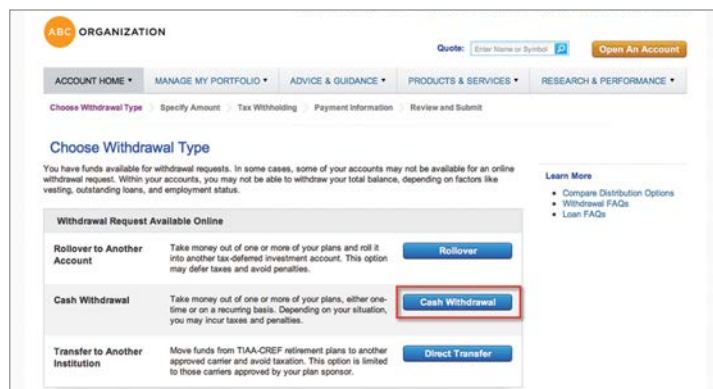 ABC ORGANIZATION
Quote: Enter Name or Symbol
Open An Account
ACCOUNT HOME MANAGE MY PORTFOLIO ADVICE & GUIDANCE PRODUCTS & SERVICES RESEARCH & PERFORMANCE
Choose Withdrawal Type Specify Amount Tax Withholding Payment Information Review and Submit
Choose Withdrawal Type
You have funds available for withdrawal requests. In some cases, some of your accounts may not be available for an online
withdrawal request. Within your accounts, you may not be able to withdraw your total balance, depending on factors like
vesting, outstanding loans, and employment status.
Learn More
• Compare Distribution Options
• Withdrawal FAQs
• Loan FAQs
Withdrawal Request Available Online
Rollover to Another
Account
Take money out of one or more of your plans and roll it
into another tax-deferred investment account. This option
may defer taxes and avoid penalties.
Rollover
Cash Withdrawal
Take money out of one or more of your plans, either one-
time or on a recurring basis. Depending on your situation,
you may incur taxes and penalties.
Cash Withdrawal
Transfer to Another
Institution
Move funds from TIAA-CREF retirement plans to another
approved carrier and avoid taxation. This option is limited
to those carriers approved by your plan sponsor.
Direct Transfer